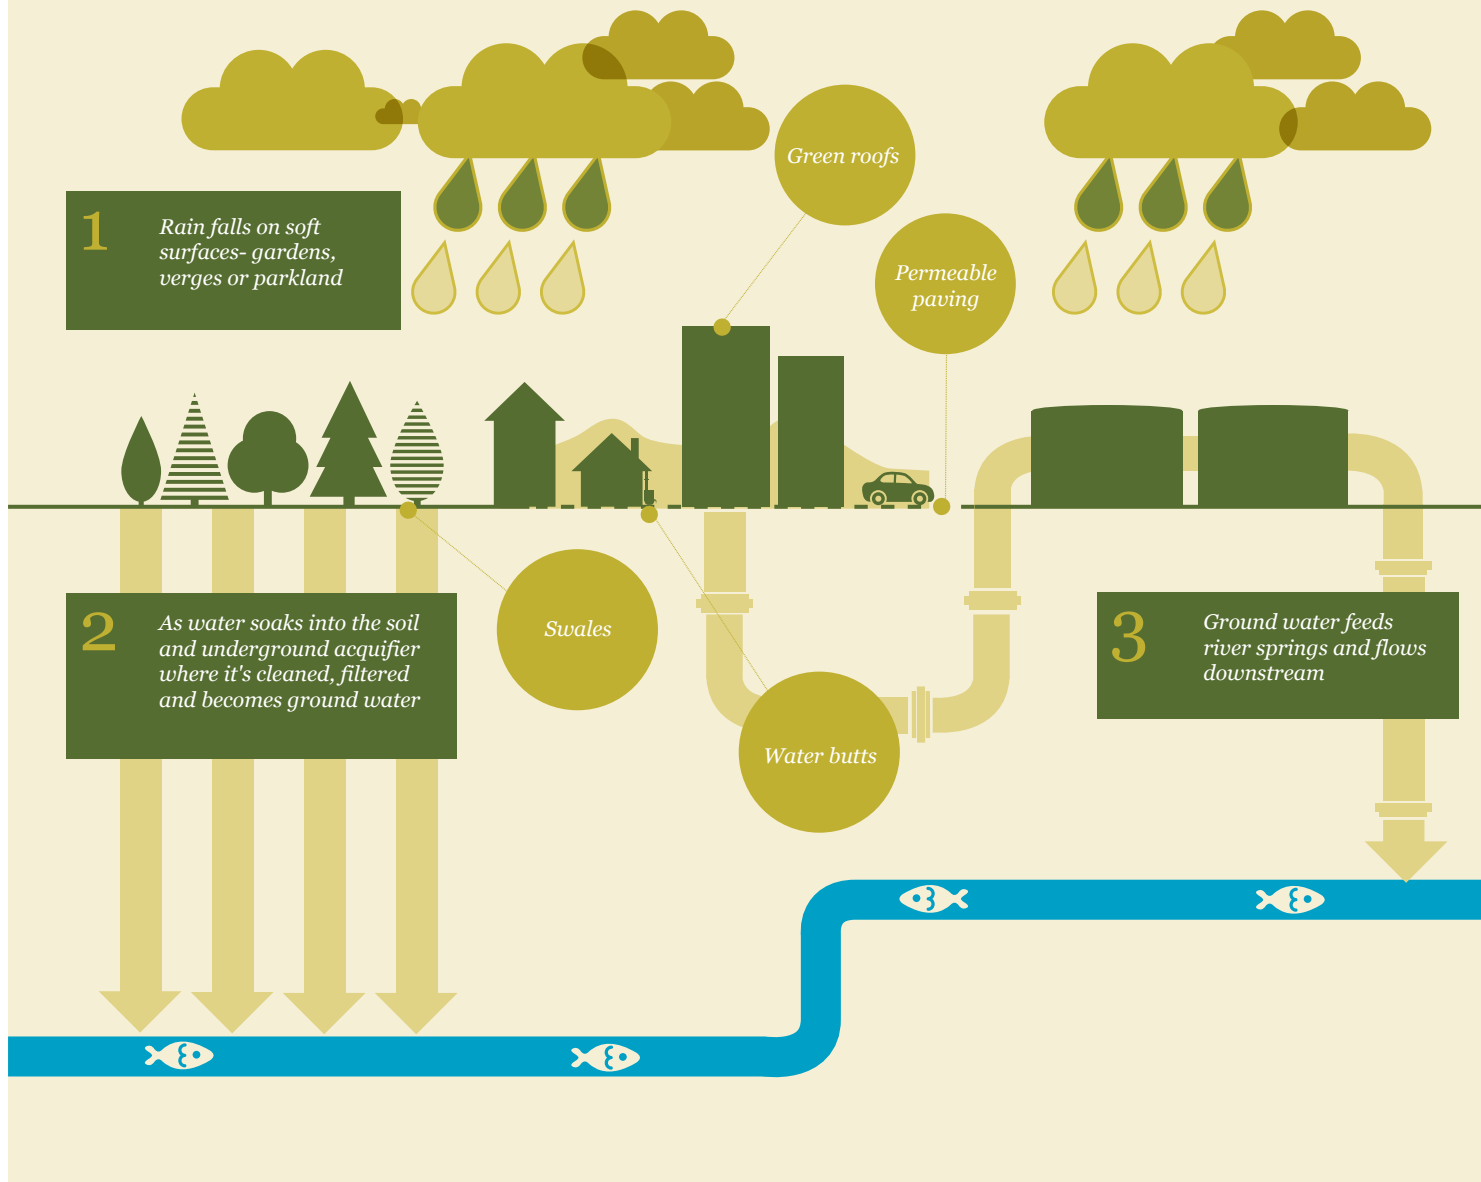 Green roofs
1
Rain falls on soft
surfaces- gardens,
verges or parkland
Permeable
paving
2
As water soaks into the soil
and underground acquifier
where it's cleaned, filtered
and becomes ground water
Swales
3
Ground water feeds
river springs and flows
downstream
Water butts